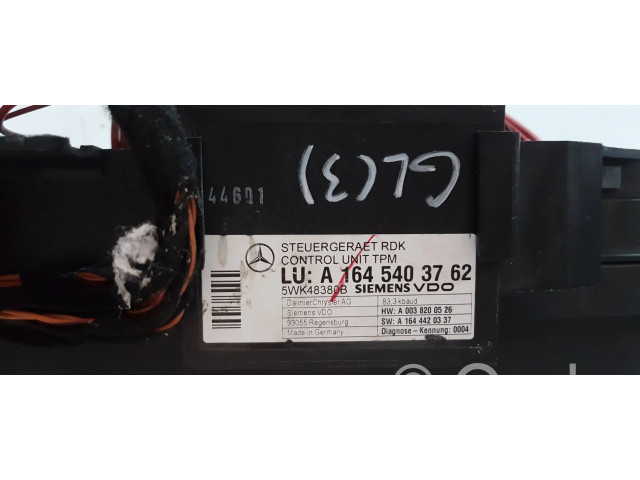 GL(3)
44601
STEUERGERAET RDK
CONTROL UNIT TPM
LU: A 164 540 37 62
5WK48380B SIEMENS VDO
DaimlerChrysler AG 83,3 kbaud
Siemens VDO HW: A 003 820 05 26
93055 Regensburg SW: A 164 442 03 37
Made in Germany Diagnose - Kennung: 0004